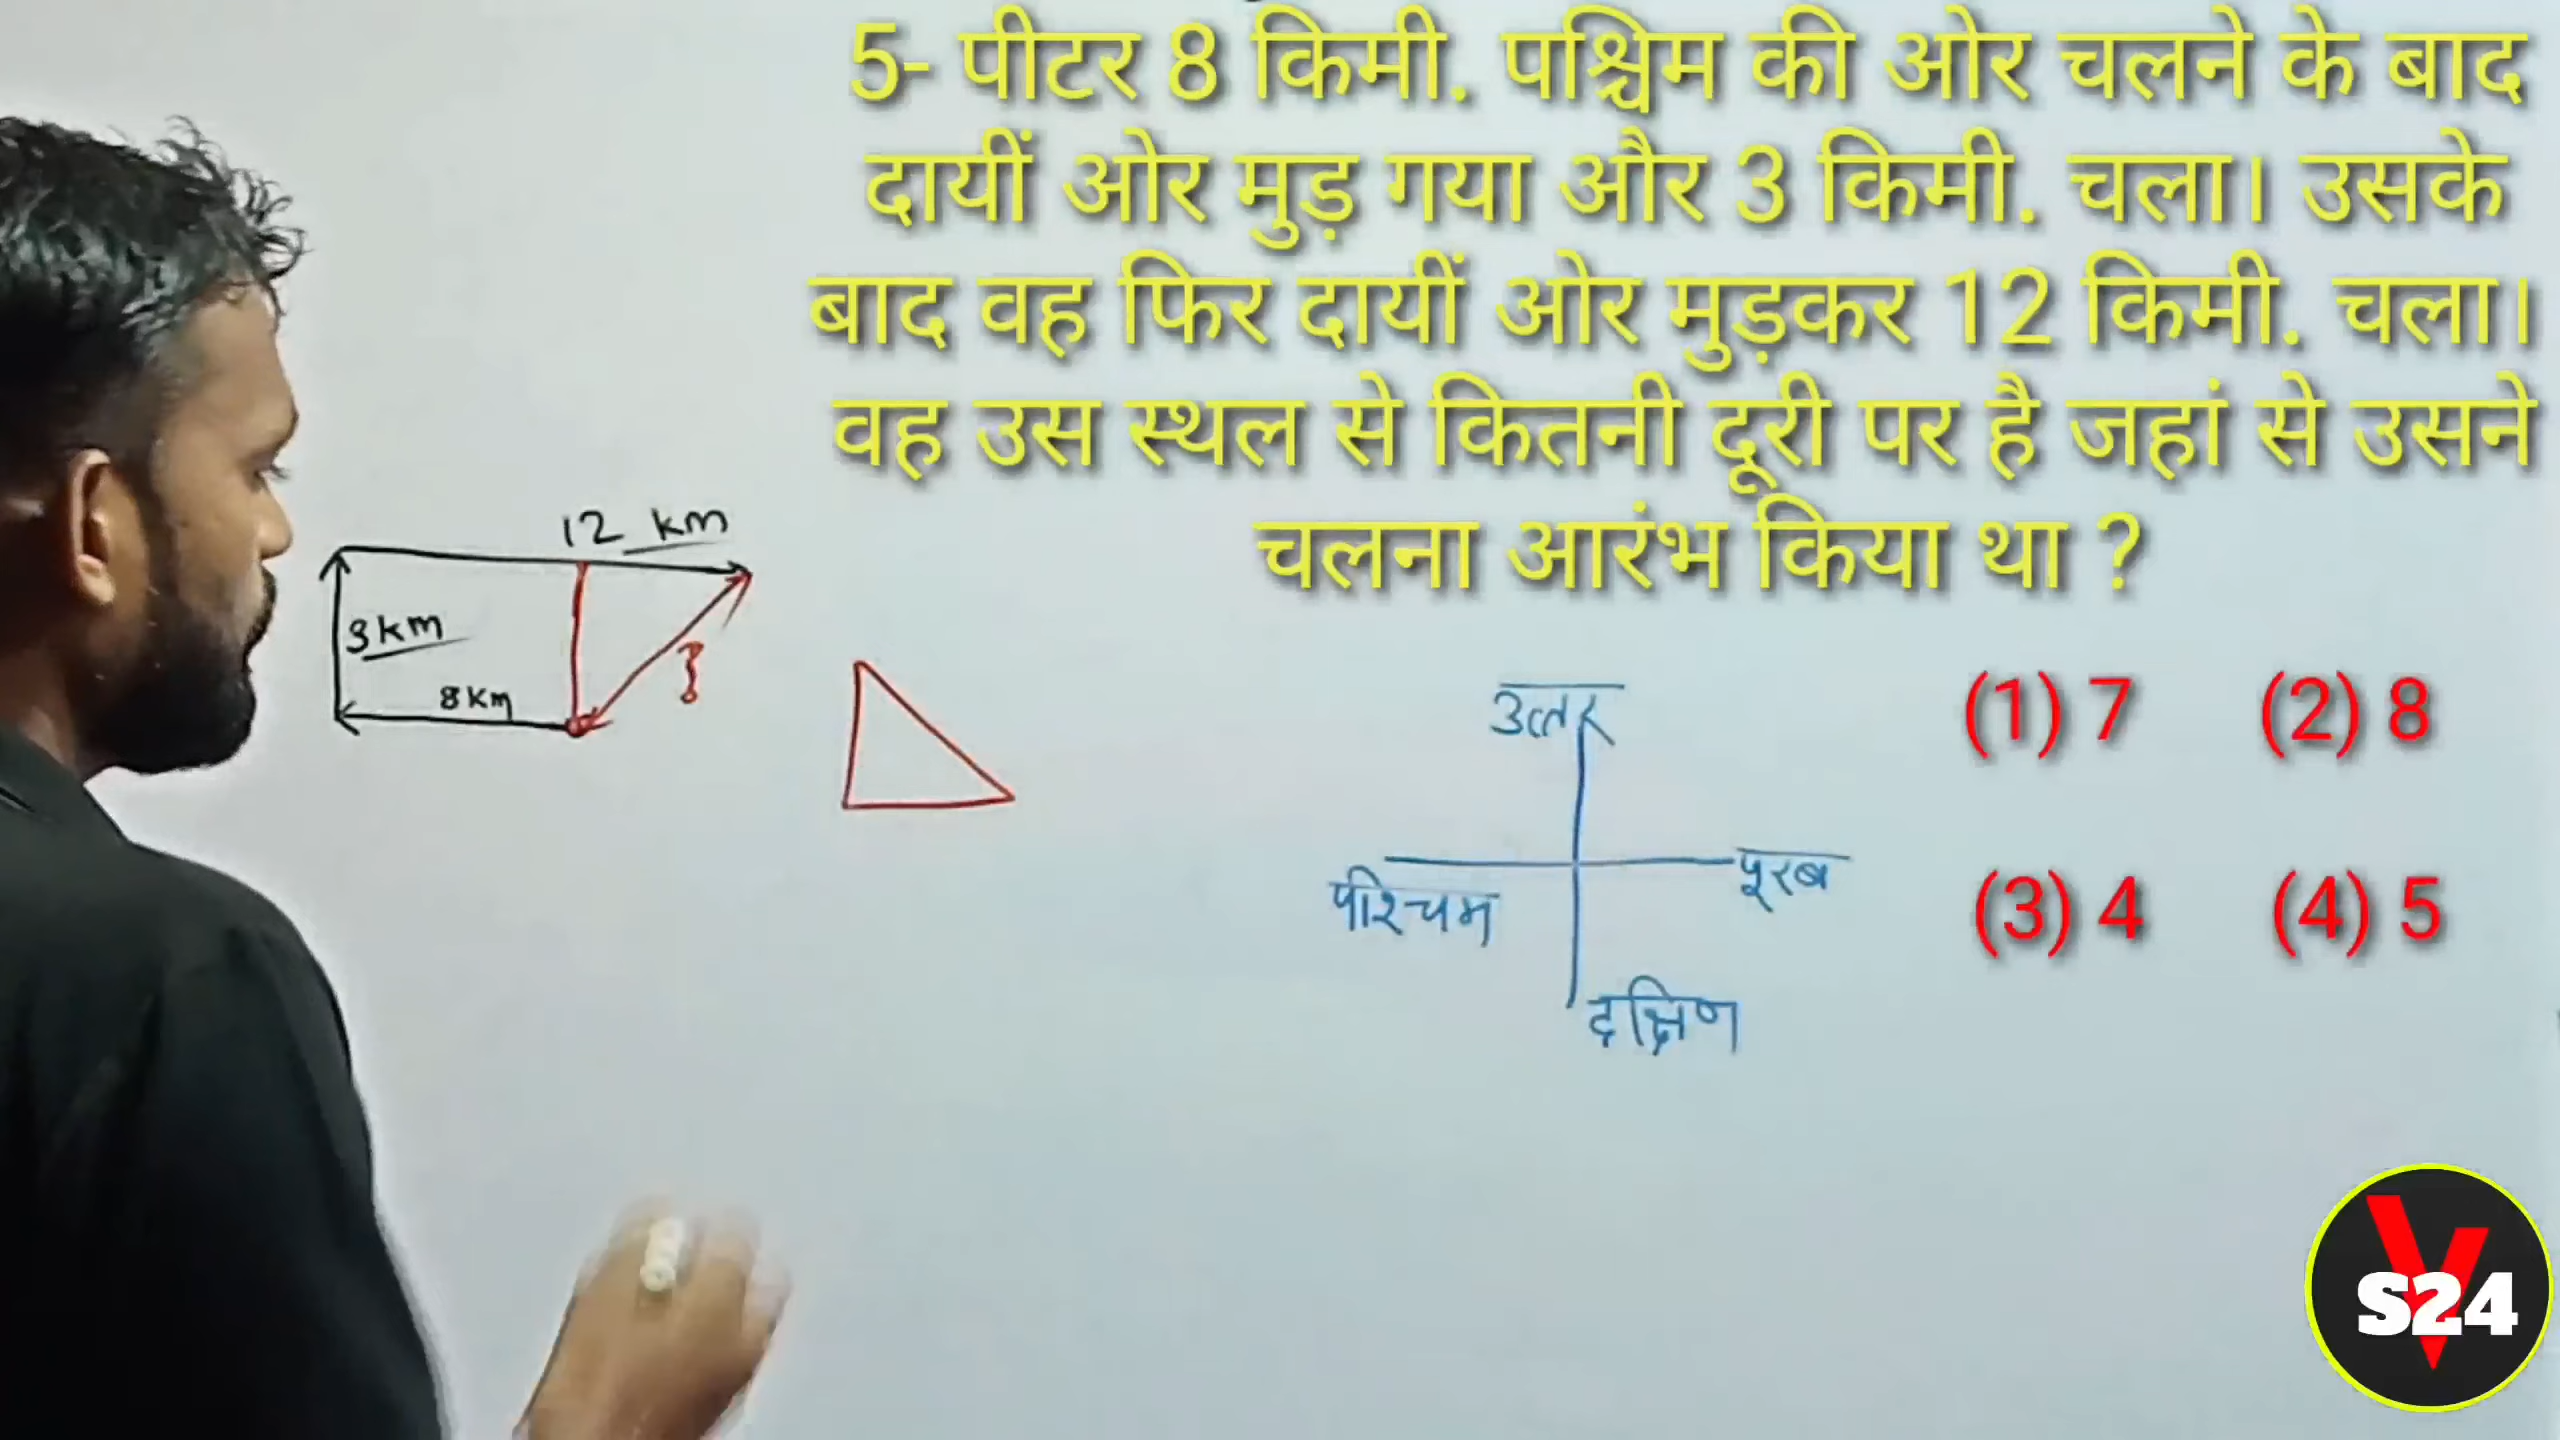 5- पीटर 8 किमी. पश्चिम की ओर चलने के बाद
दायीं ओर मुड़ गया और 3 किमी. चला। उसके
बाद वह फिर दायीं ओर मुड़कर 12 किमी. चला।
वह उस स्थल से कितनी दूरी पर है जहां से उसने
चलना आरंभ किया था ?
12 km
3km
8km
?
उत्तर
पश्चिम
पूरब
दक्षिण
(1) 7 (2) 8
(3) 4 (4) 5
V
S24